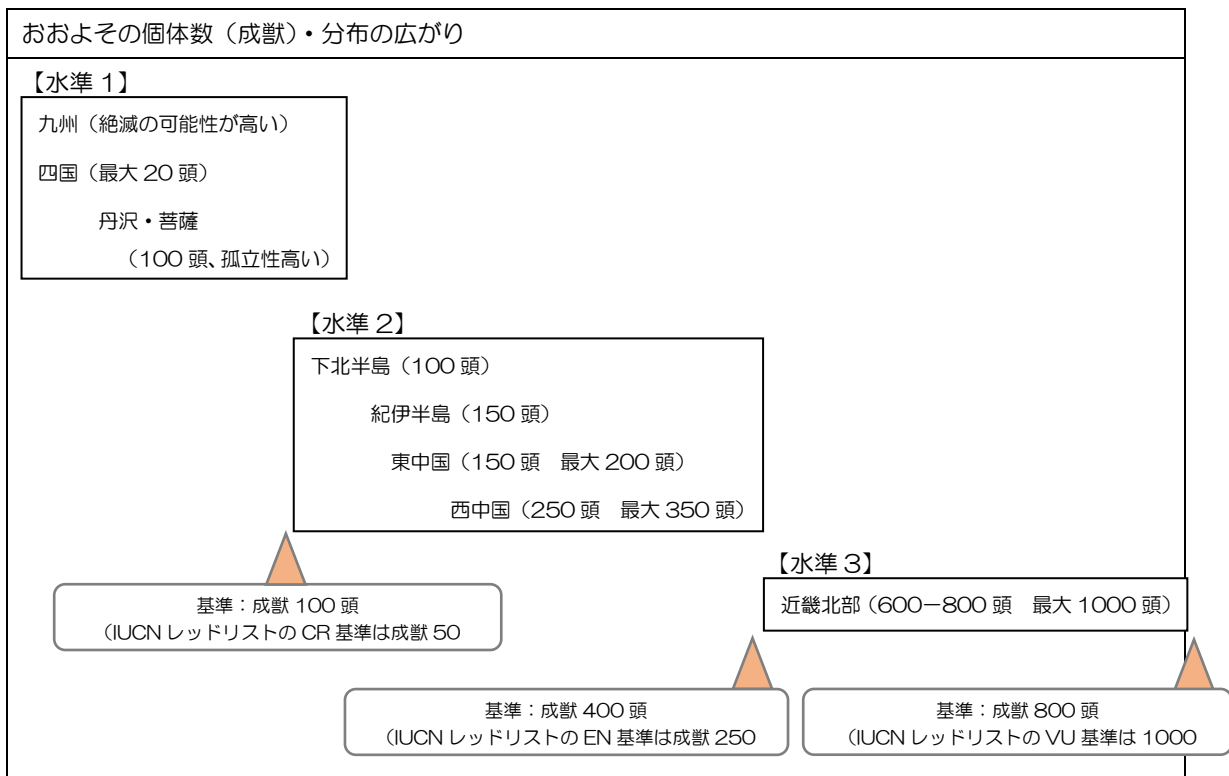 おおよその個体数（成獣）・分布の広がり
【水準 1】
九州（絶滅の可能性が高い）
四国（最大 20 頭）
丹沢・菩薩
（100 頭、孤立性高い）
【水準 2】
下北半島（100 頭）
紀伊半島（150 頭）
東中国（150 頭　最大 200 頭）
西中国（250 頭　最大 350 頭）
基準：成獣 100 頭
（IUCN レッドリストの CR 基準は成獣 50
【水準 3】
近畿北部（600－800 頭　最大 1000 頭）
基準：成獣 400 頭
（IUCN レッドリストの EN 基準は成獣 250
基準：成獣 800 頭
（IUCN レッドリストの VU 基準は 1000